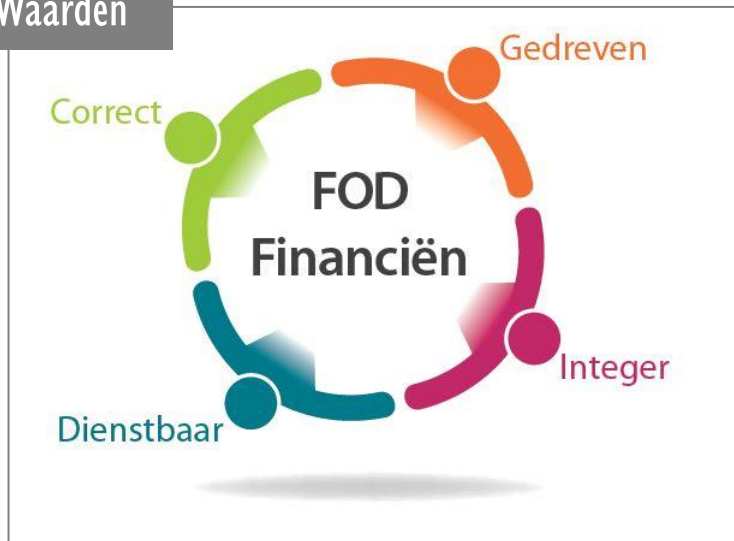 Waarden
Gedreven
Correct
FOD
Financiën
Integer
Dienstbaar